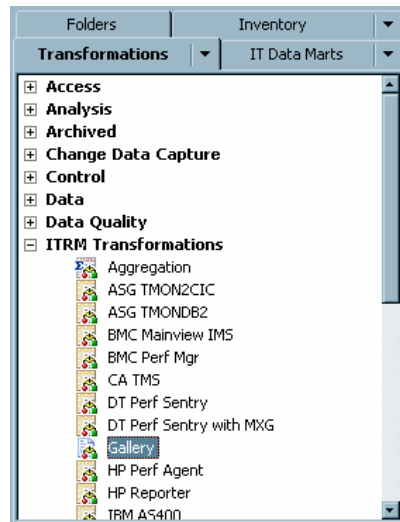 Folders Inventory
Transformations IT Data Marts
Access
Analysis
Archived
Change Data Capture
Control
Data
Data Quality
ITRM Transformations
Aggregation
ASG TMON2CIC
ASG TMONDB2
BMC Mainview IMS
BMC Perf Mgr
CA TMS
DT Perf Sentry
DT Perf Sentry with MXG
Gallery
HP Perf Agent
HP Reporter
IBM AS400